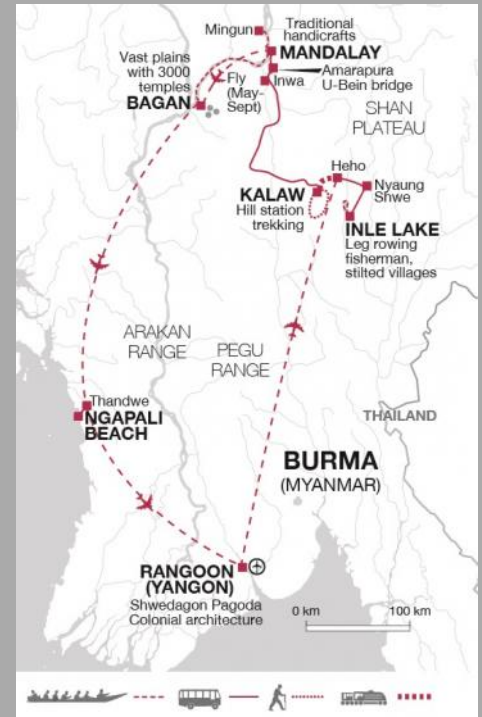 Mingun
Traditional
handicrafts
MANDALAY
Vast plains
with 3000
temples
BAGAN
Fly
(May-
Sept)
Inwa
Amarapura
U-Bein bridge
SHAN
PLATEAU
Heho
KALAW
Hill station
trekking
Nyaung
Shwe
INLE LAKE
Leg rowing
fisherman,
stilted villages
ARAKAN
RANGE
PEGU
RANGE
Thandwe
NGAPALI
BEACH
THAILAND
BURMA
(MYANMAR)
RANGOON
(YANGON)
Shwedagon Pagoda
Colonial architecture
0 km 100 km